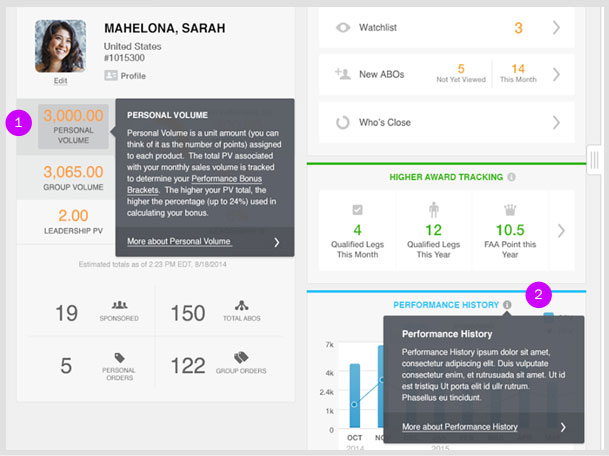 MAHELONA, SARAH
United States
#1015300
Profile
Edit
1
3,000.00
PERSONAL
VOLUME
3,065.00
GROUP VOLUME
2.00
LEADERSHIP PV
PERSONAL VOLUME
Personal Volume is a unit amount (you can
think of it as the number of points) assigned
to each product. The total PV associated
with your monthly sales volume is tracked
to determine your Performance Bonus
Brackets. The higher your PV total, the
higher the percentage (up to 24%) used in
calculating your bonus.
More about Personal Volume
Estimated totals as of 2:23 PM EDT, 8/18/2014
19 SPONSORED
150 TOTAL ABOS
5 PERSONAL
ORDERS
122 GROUP ORDERS
Watchlist 3
New ABOs
5
Not Yet Viewed
14
This Month
Who's Close
HIGHER AWARD TRACKING
4
Qualified Legs
This Month
12
Qualified Legs
This Year
10.5
FAA Point this
Year
2
PERFORMANCE HISTORY
Performance History
Performance History ipsum dolor sit amet,
consectetur adipiscing elit. Duis vulputate
consectetur enim, et rutrusuada sit amet. Ut id
est tristiqu Ut porta elit id ullr rutrum.
Phasellus eu tincidunt.
More about Performance History
7k
4k
2.4k
1k
0
OCT
2014
2015